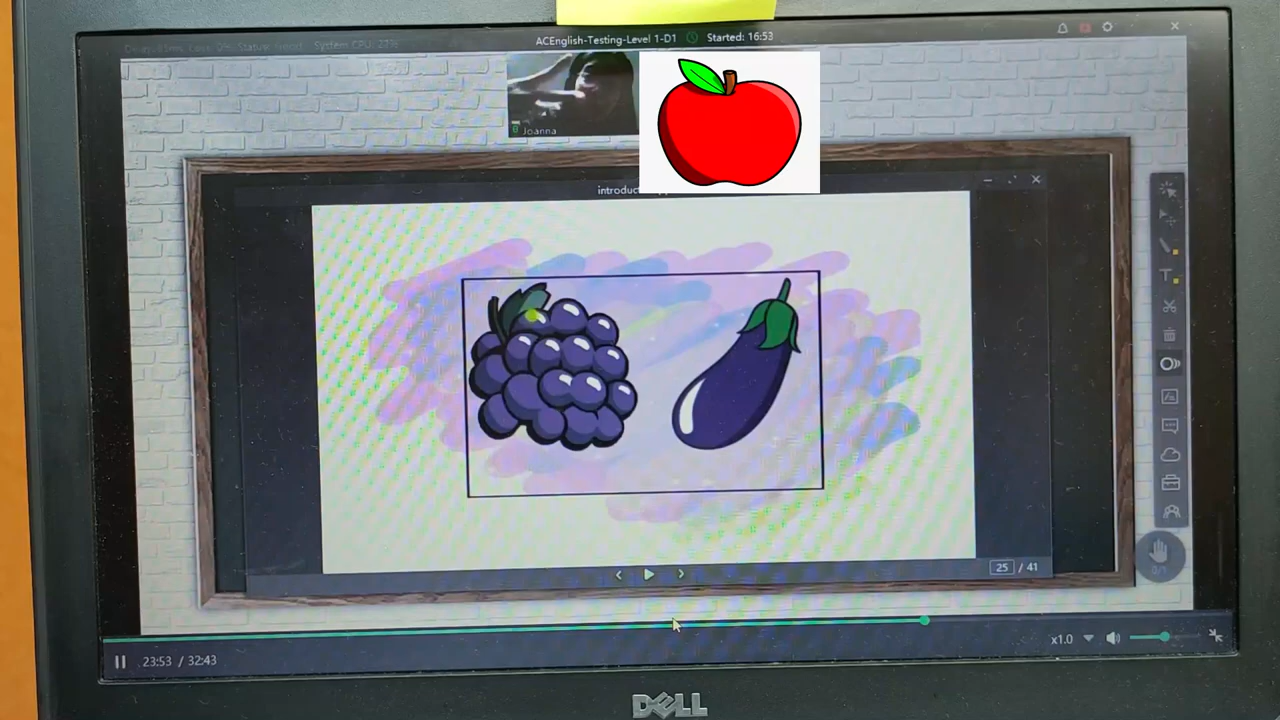 ACEnglish-Testing-Level 1-D1 Started: 16:53
Joanna
introduct
25 / 41
23:53 / 32:43
x1.0
DELL